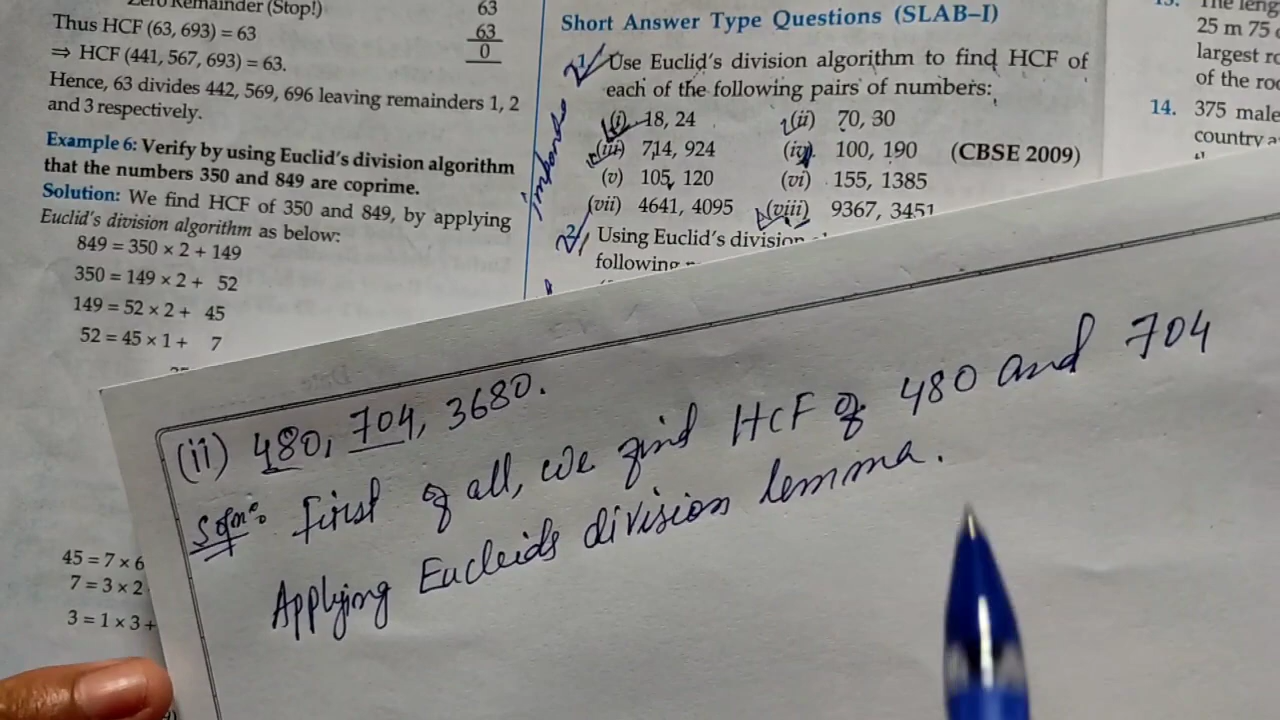 Zero Remainder (Stop!)
Thus HCF (63, 693) = 63
⇒ HCF (441, 567, 693) = 63.
Hence, 63 divides 442, 569, 696 leaving remainders 1, 2
and 3 respectively.
63
63
0
Example 6: Verify by using Euclid's division algorithm
that the numbers 350 and 849 are coprime.
Solution: We find HCF of 350 and 849, by applying
Euclid's division algorithm as below:
849 = 350 × 2 + 149
350 = 149 × 2 + 52
149 = 52 × 2 + 45
52 = 45 × 1 + 7
45 = 7 × 6
7 = 3 × 2
3 = 1 × 3 +
Short Answer Type Questions (SLAB–I)
1. Use Euclid's division algorithm to find HCF of
each of the following pairs of numbers:
(i) 18, 24 (ii) 70, 30
(iii) 714, 924 (iv) 100, 190 (CBSE 2009)
(v) 105, 120 (vi) 155, 1385
(vii) 4641, 4095 (viii) 9367, 3451
2. Using Euclid's division
following
The leng
25 m 75
largest
of the
14. 375 male
country a
(ii) 480, 704, 3680.
Soln: First of all, We find HCF of 480 and 704
Applying Eucleids division lemma.